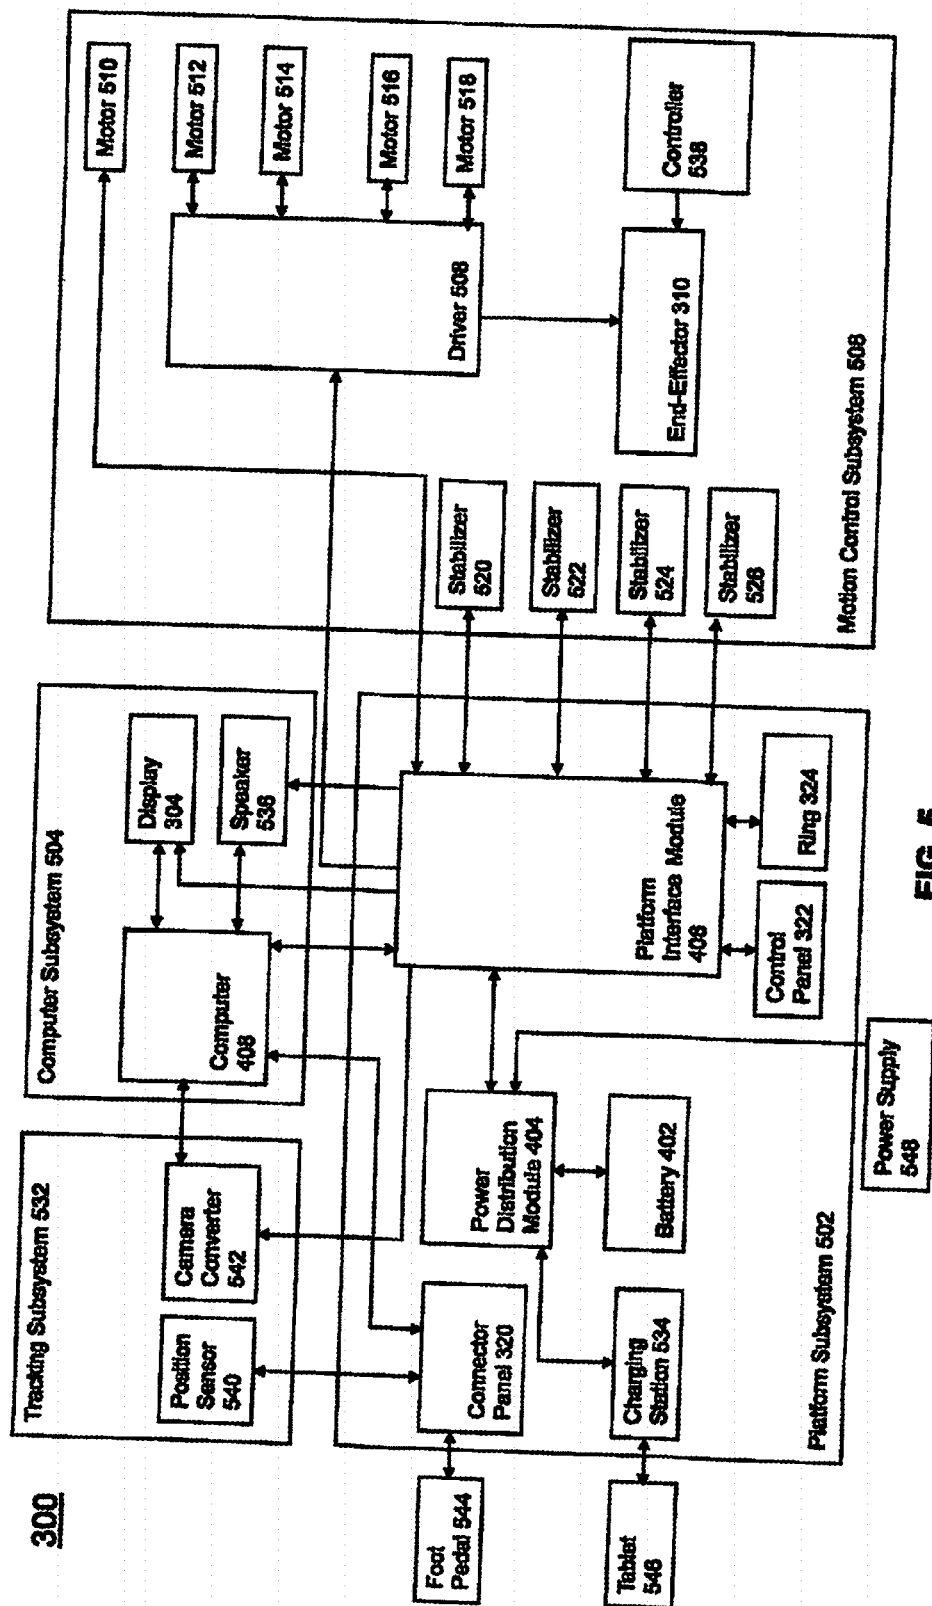 300
Tracking Subsystem 532
Position
Sensor
540
Camera
Converter
542
Computer Subsystem 504
Computer
408
Display
304
Speaker
536
Foot
Pedal 544
Tablet
546
Connector
Panel 320
Charging
Station 534
Power
Distribution
Module 404
Battery 402
Platform
Interface Module
406
Control
Panel 322
Ring 324
Platform Subsystem 502
Power Supply
548
Motor 510
Motor 512
Motor 514
Motor 516
Motor 518
Driver 508
Stabilizer
520
Stabilizer
522
Stabilizer
524
Stabilizer
526
End-Effector 310
Controller
538
Motion Control Subsystem 506
FIG. 5